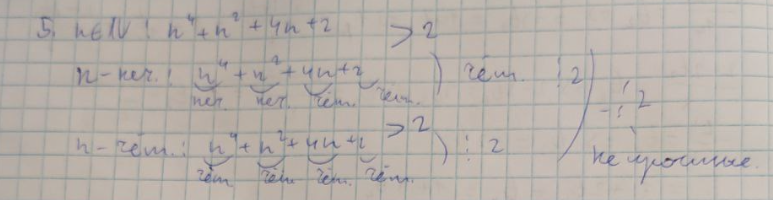 5. n∈ℕ: n⁴+n²+4n+2 > 2
n - неч.: n⁴+n²+4n+2 ) чёт. ⋮ 2
неч. неч. чёт. чёт. - ⋮ 2
n - чёт.: n⁴+n²+4n+2 > 2 ) ⋮ 2 не простые.
чёт чёт. чёт. чёт.